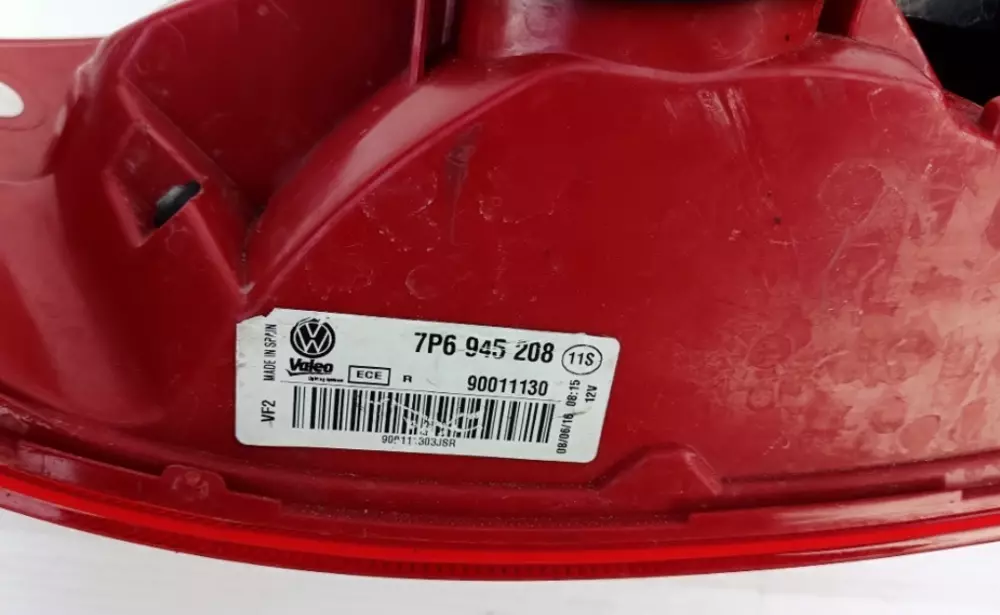 MADE IN SPAIN
VF2
VW
Valeo
ECE R
7P6 945 208
11S
90011130
08/06/16 08:15
12V